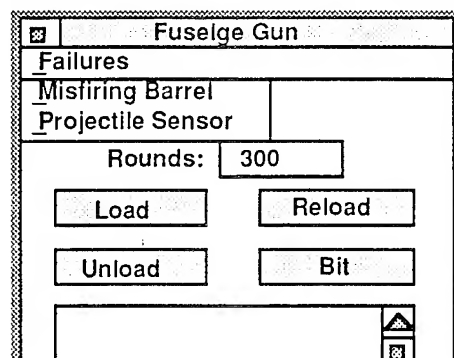 Fuselge Gun
Failures
Misfiring Barrel
Projectile Sensor
Rounds: 300
Load Reload
Unload Bit